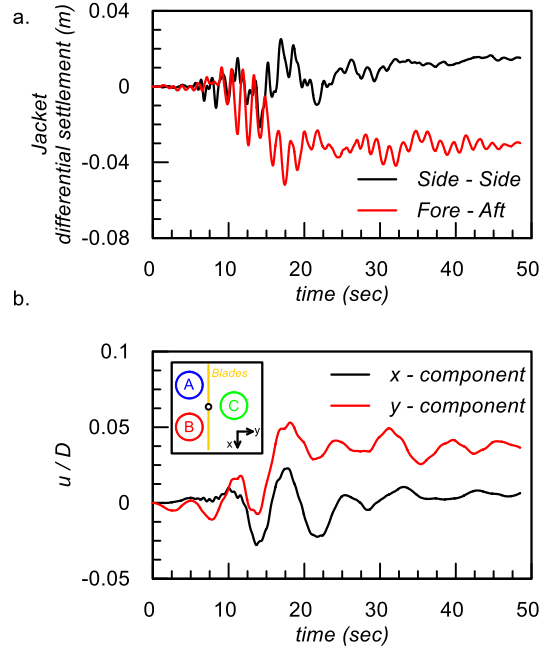 a.
Jacket
differential settlement (m)
0.04
0
-0.04
-0.08
Side - Side
Fore - Aft
0 10 20 30 40 50
time (sec)
b.
u / D
0.1
0.05
0
-0.05
A
B
C
Blades
y
x
x - component
y - component
0 10 20 30 40 50
time (sec)